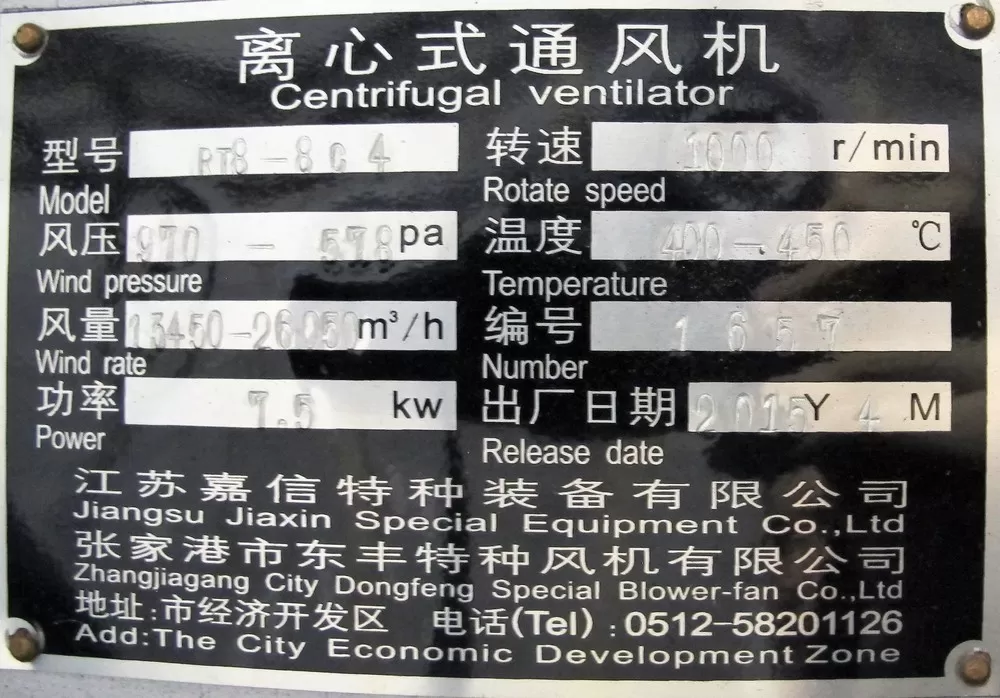 离心式通风机
Centrifugal ventilator
型号 RT8-8C4
Model
转速 1000 r/min
Rotate speed
风压 970 - 578 pa
Wind pressure
温度 400-450 ℃
Temperature
风量 13450-26050 m³/h
Wind rate
编号 1657
Number
功率 7.5 kw
Power
出厂日期 2015 Y 4 M
Release date
江苏嘉信特种装备有限公司
Jiangsu Jiaxin Special Equipment Co.,Ltd
张家港市东丰特种风机有限公司
Zhangjiagang City Dongfeng Special Blower-fan Co.,Ltd
地址:市经济开发区 电话(Tel):0512-58201126
Add:The City Economic Development Zone